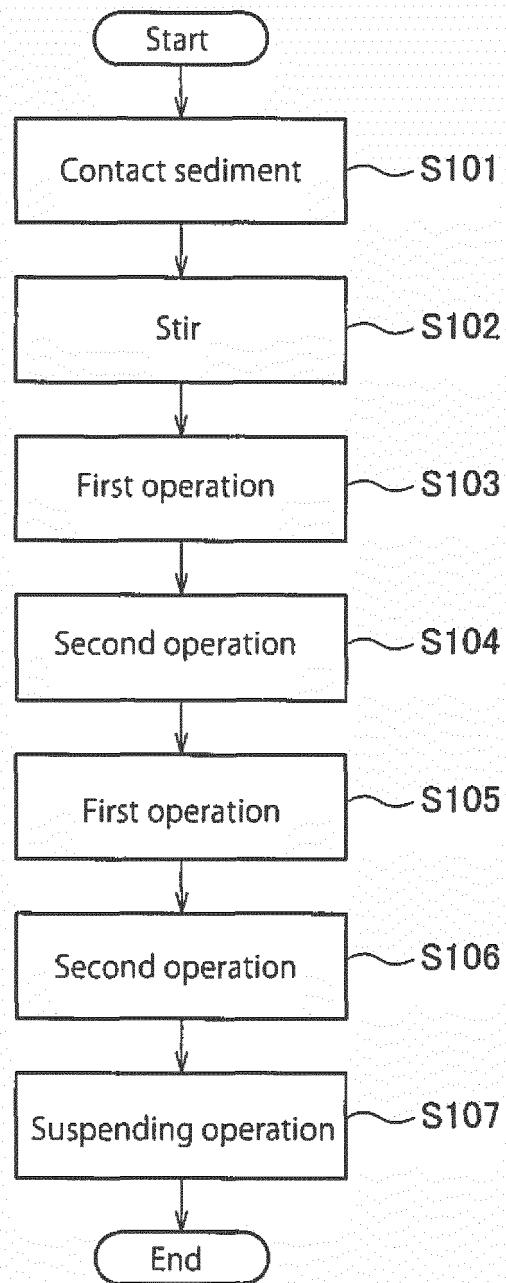 Start
Contact sediment
S101
Stir
S102
First operation
S103
Second operation
S104
First operation
S105
Second operation
S106
Suspending operation
S107
End